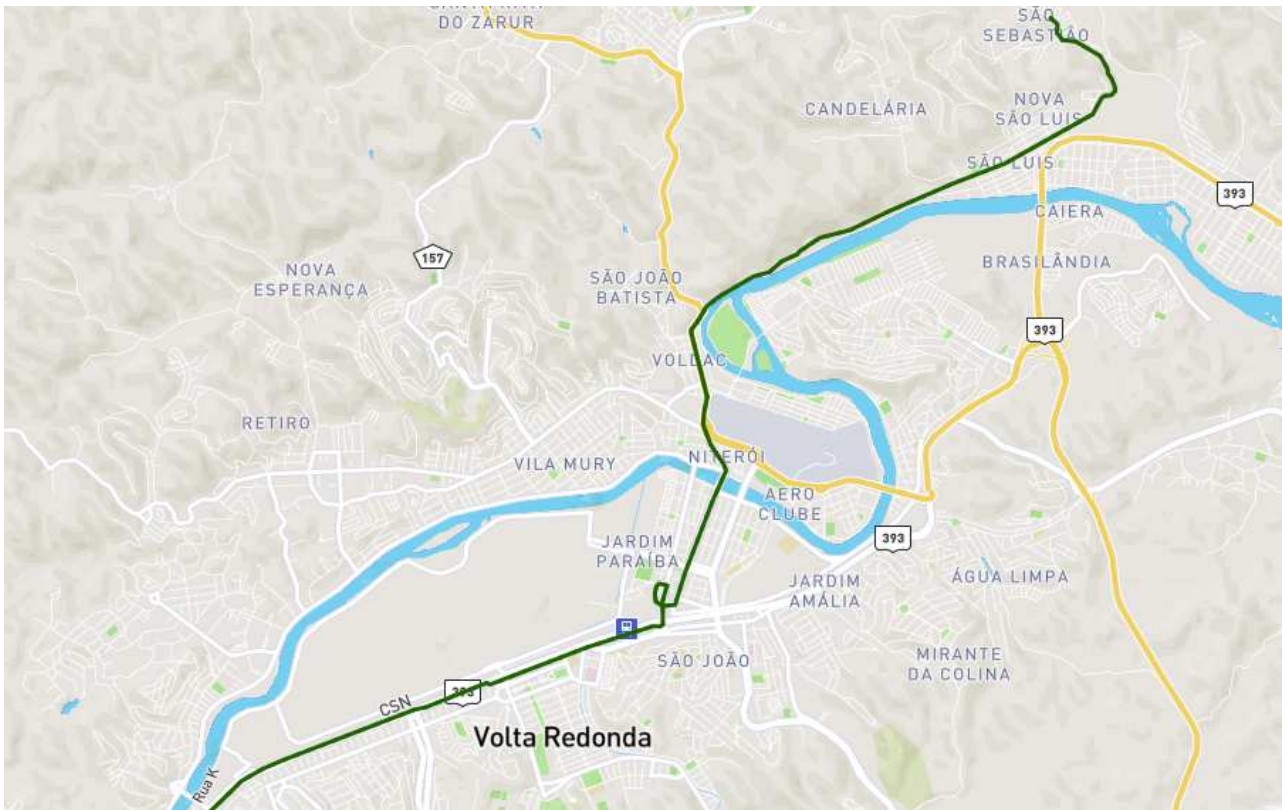 DO ZARUR
SÃO
SEBASTIÃO
CANDELÁRIA
NOVA
SÃO LUIS
SÃO LUIS
393
CAIERA
157
NOVA
ESPERANÇA
SÃO JOÃO
BATISTA
BRASILÂNDIA
393
VOLDAC
RETIRO
VILA MURY
NITERÓI
AERO
CLUBE
393
JARDIM
PARAÍBA
JARDIM
AMÁLIA
ÁGUA LIMPA
SÃO JOÃO
MIRANTE
DA COLINA
393
CSN
Volta Redonda
Rua K